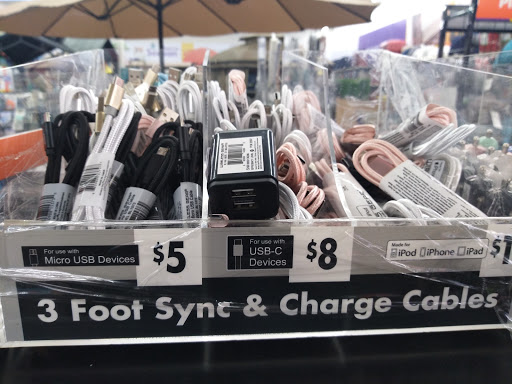 For use with
Micro USB Devices
$5
For use with
USB-C
Devices
$8
Made for
iPod iPhone iPad
3 Foot Sync & Charge Cables